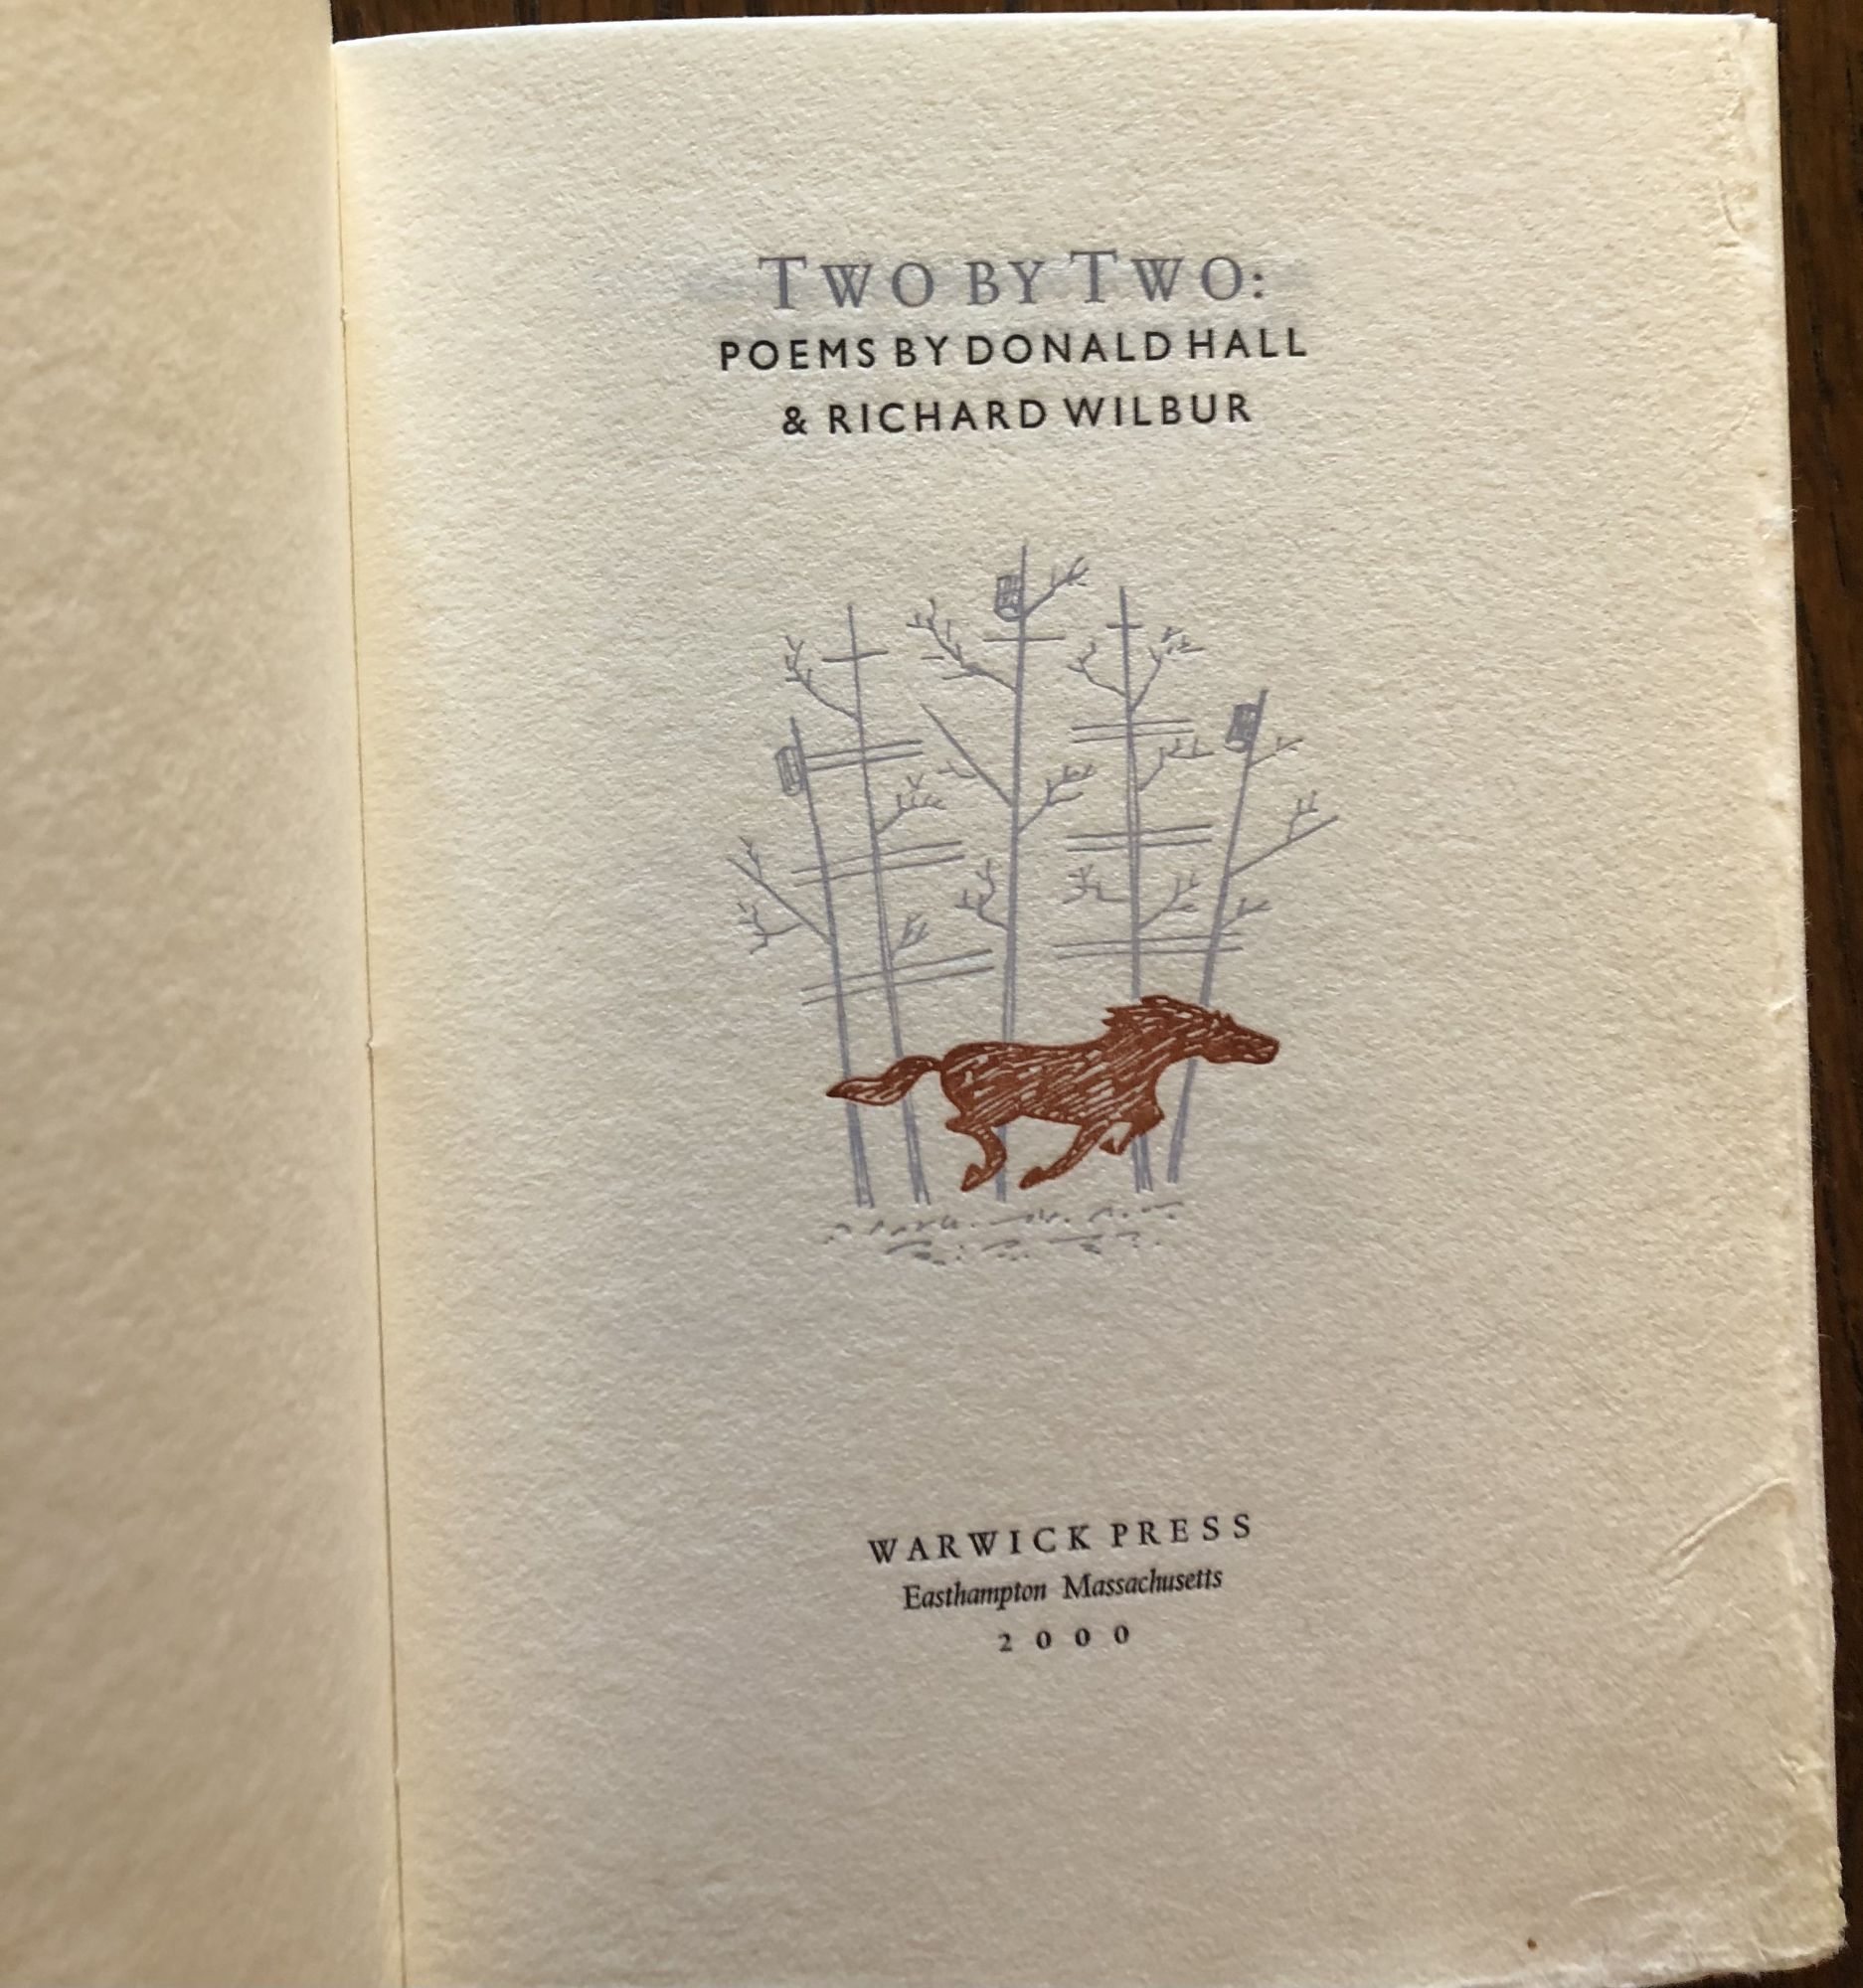 TWO BY TWO:
POEMS BY DONALD HALL
& RICHARD WILBUR
WARWICK PRESS
Easthampton Massachusetts
2000